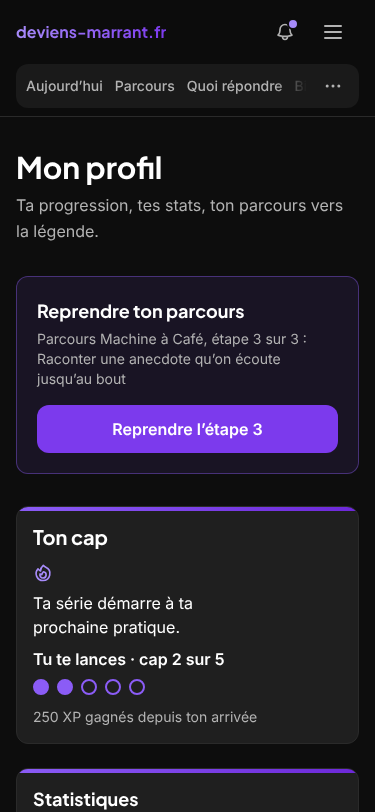 deviens-marrant.fr
Aujourd’hui Parcours Quoi répondre
Mon profil
Ta progression, tes stats, ton parcours vers
la légende.
Reprendre ton parcours
Parcours Machine à Café, étape 3 sur 3 :
Raconter une anecdote qu’on écoute
jusqu’au bout
Reprendre l’étape 3
Ton cap
Ta série démarre à ta
prochaine pratique.
Tu te lances · cap 2 sur 5
250 XP gagnés depuis ton arrivée
Statistiques